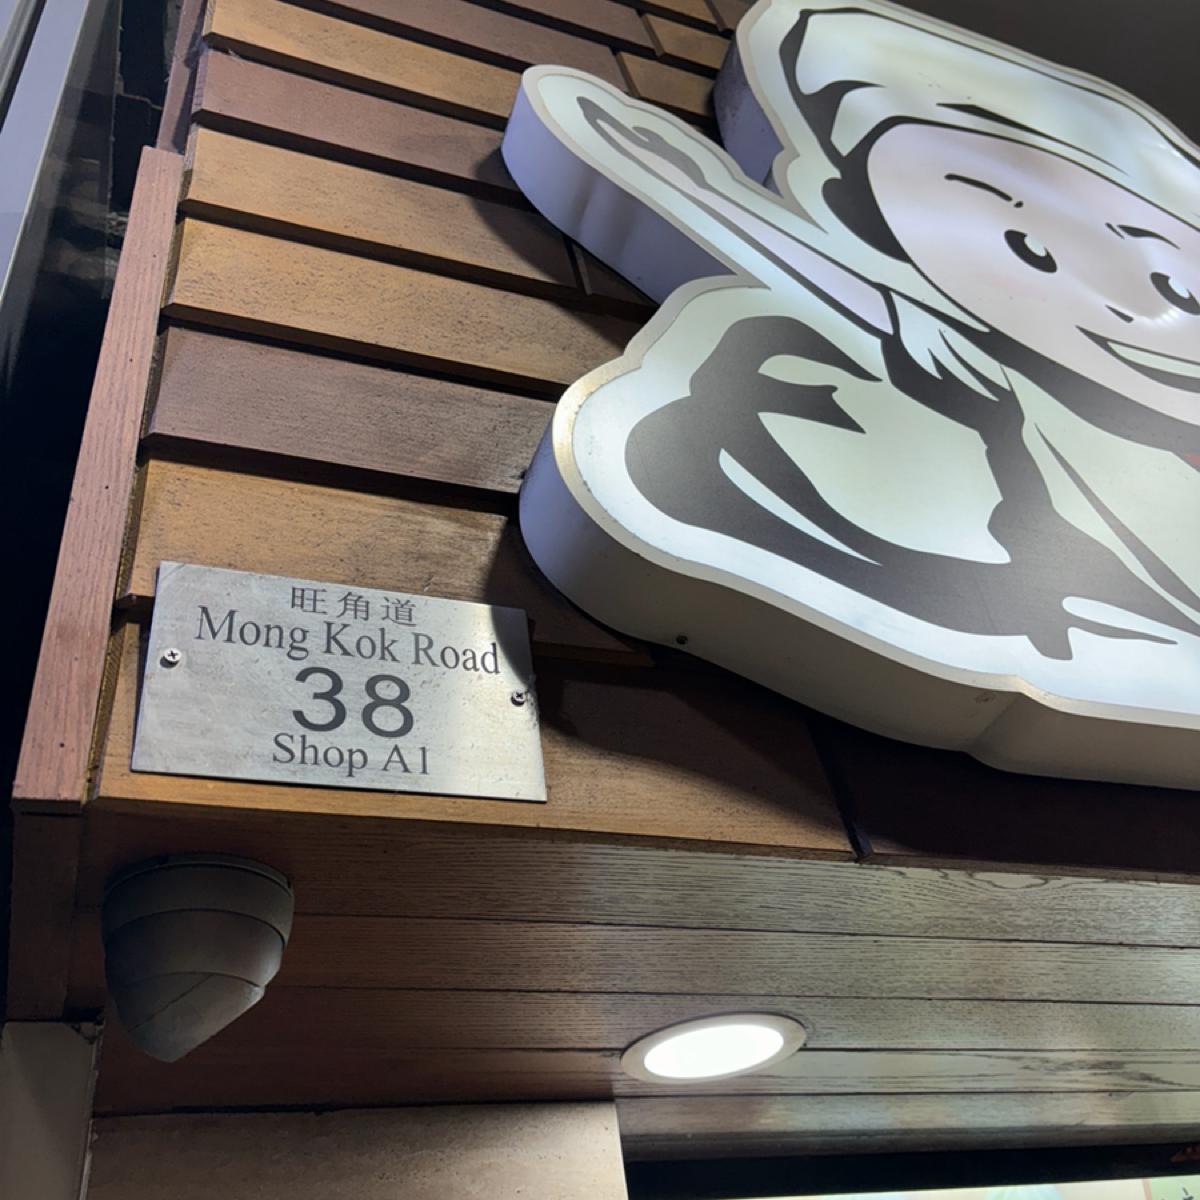 旺角道
Mong Kok Road
38
Shop A1